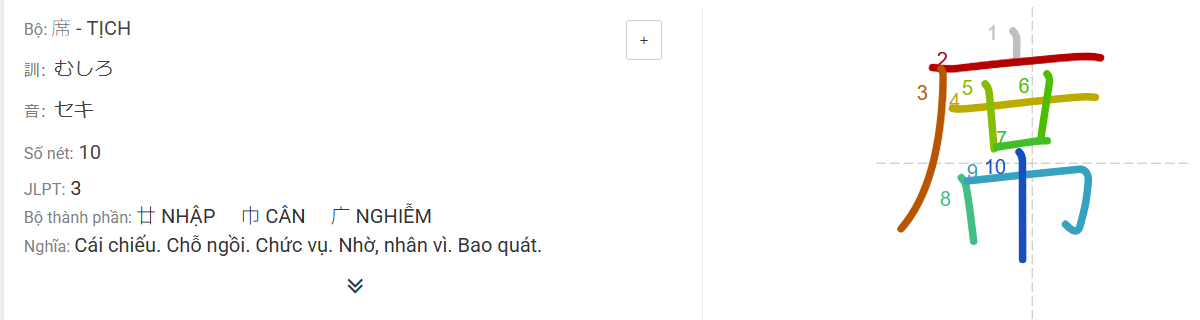 Bộ: 席 - TỊCH
+
訓: むしろ
音: セキ
Số nét: 10
JLPT: 3
Bộ thành phần: 廿 NHẬP 巾 CÂN 广 NGHIỄM
Nghĩa: Cái chiếu. Chỗ ngồi. Chức vụ. Nhờ, nhân vì. Bao quát.
席
1
2
3
4
5
6
7
8
9
10